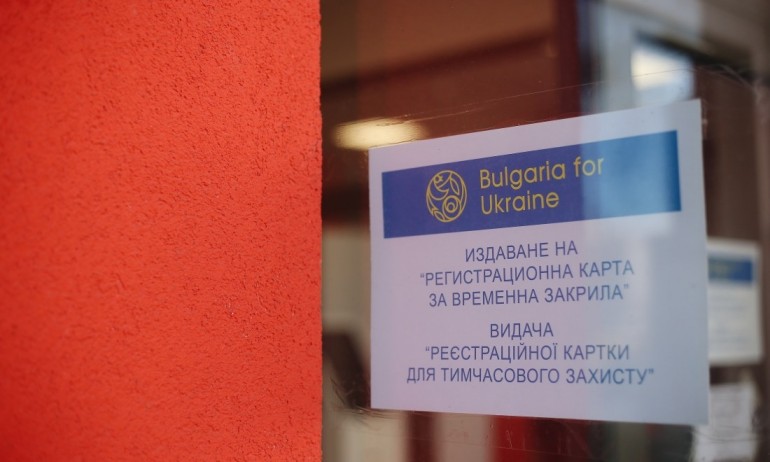 Bulgaria for
Ukraine
ИЗДАВАНЕ НА
“РЕГИСТРАЦИОННА КАРТА
ЗА ВРЕМЕННА ЗАКРИЛА”
ВИДАЧА
“РЕЄСТРАЦІЙНОЇ КАРТКИ
ДЛЯ ТИМЧАСОВОГО ЗАХИСТУ”